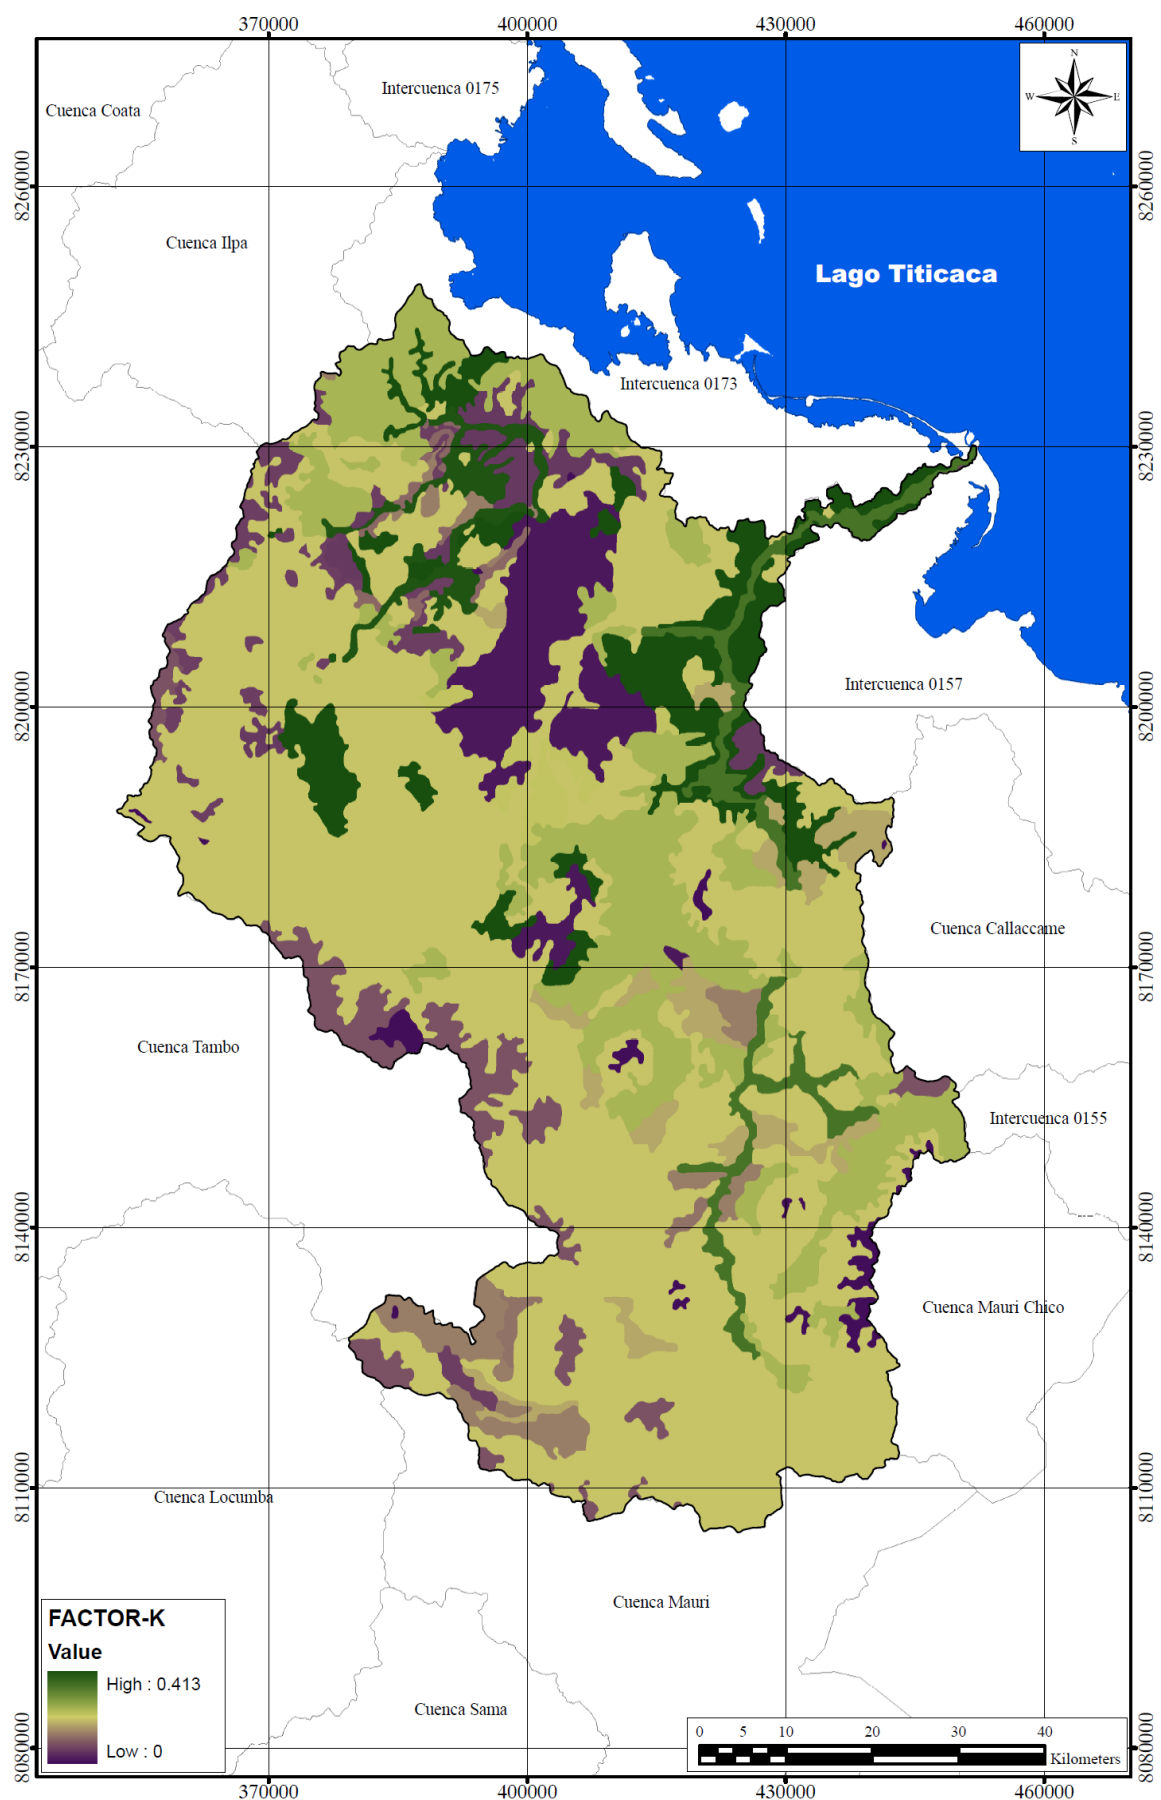 370000
400000
430000
460000
Intercuenca 0175
Cuenca Coata
N
W
E
S
8260000
8260000
Cuenca Ilpa
Lago Titicaca
Intercuenca 0173
8230000
8230000
Intercuenca 0157
8200000
8200000
Cuenca Callaccame
8170000
8170000
Cuenca Tambo
Intercuenca 0155
8140000
8140000
Cuenca Mauri Chico
8110000
8110000
Cuenca Locumba
Cuenca Mauri
FACTOR-K
Value
High : 0.413
Low : 0
Cuenca Sama
0
5
10
20
30
40
Kilometers
8080000
8080000
370000
400000
430000
460000